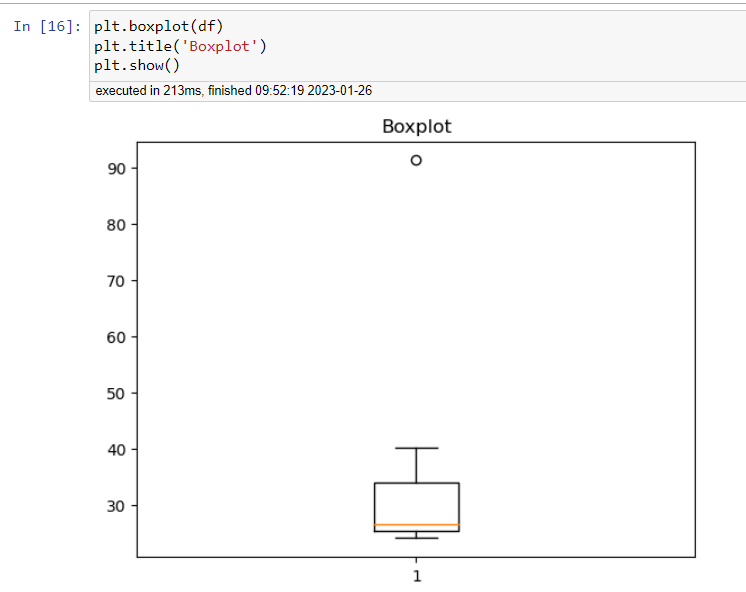 In [16]: plt.boxplot(df)
plt.title('Boxplot')
plt.show()
executed in 213ms, finished 09:52:19 2023-01-26
Boxplot
90
80
70
60
50
40
30
1